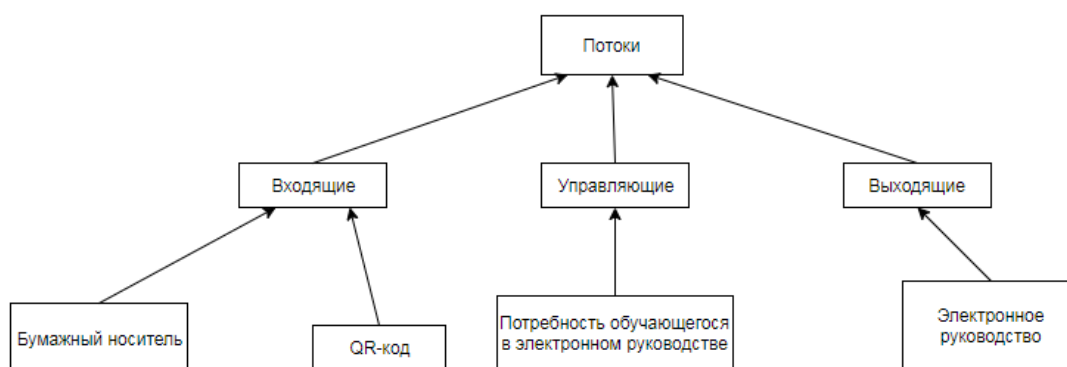 Потоки
Входящие
Управляющие
Выходящие
Бумажный носитель
QR-код
Потребность обучающегося
в электронном руководстве
Электронное
руководство